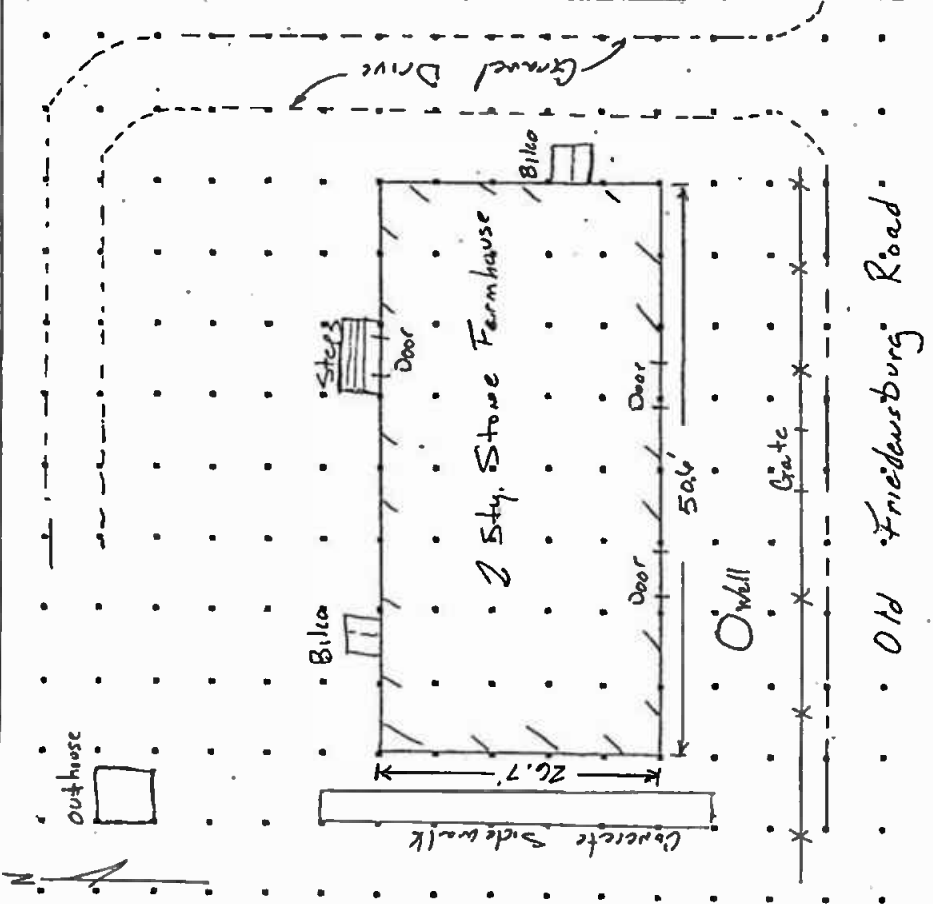 Gravel Drive
Bilco
2 Sty. Stone Farmhouse
Steps
Door
Door
50.6'
Gate
Old Friedensburg Road
Door
Well
Bilco
Outhouse
26.7'
Concrete Sidewalk
N